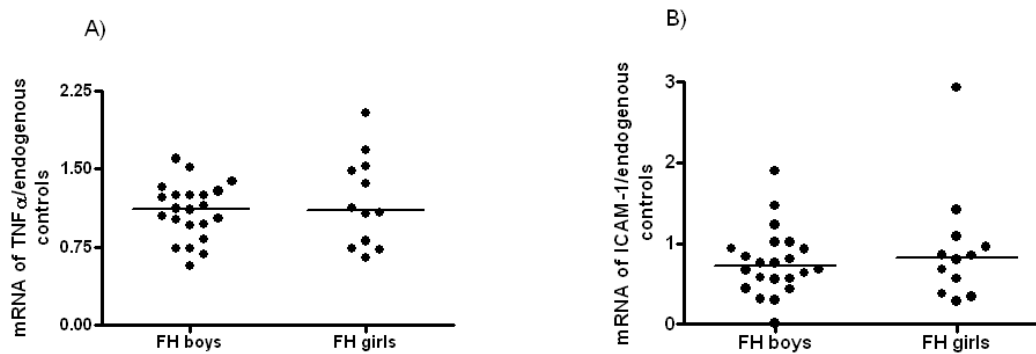 A)
mRNA of TNFα/endogenous
controls
2.25
1.50
0.75
0.00
FH boys
FH girls
B)
mRNA of ICAM-1/endogenous
controls
3
2
1
0
FH boys
FH girls